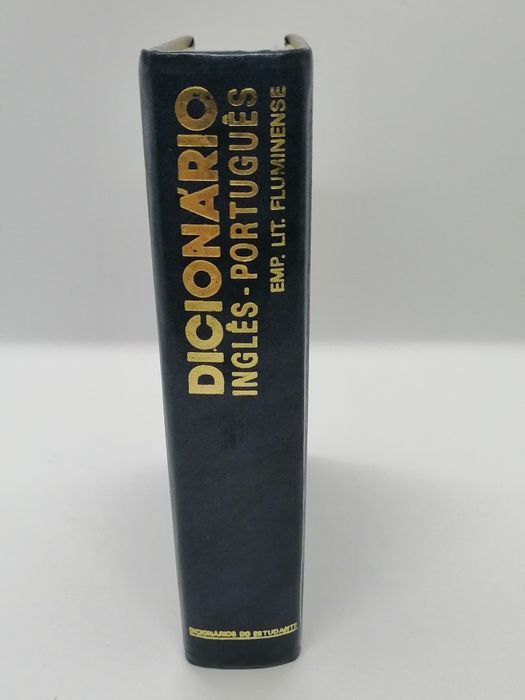 DICIONÁRIO
INGLÊS-PORTUGUÊS
EMP. LIT. FLUMINENSE
DICIONÁRIOS DO ESTUDANTE